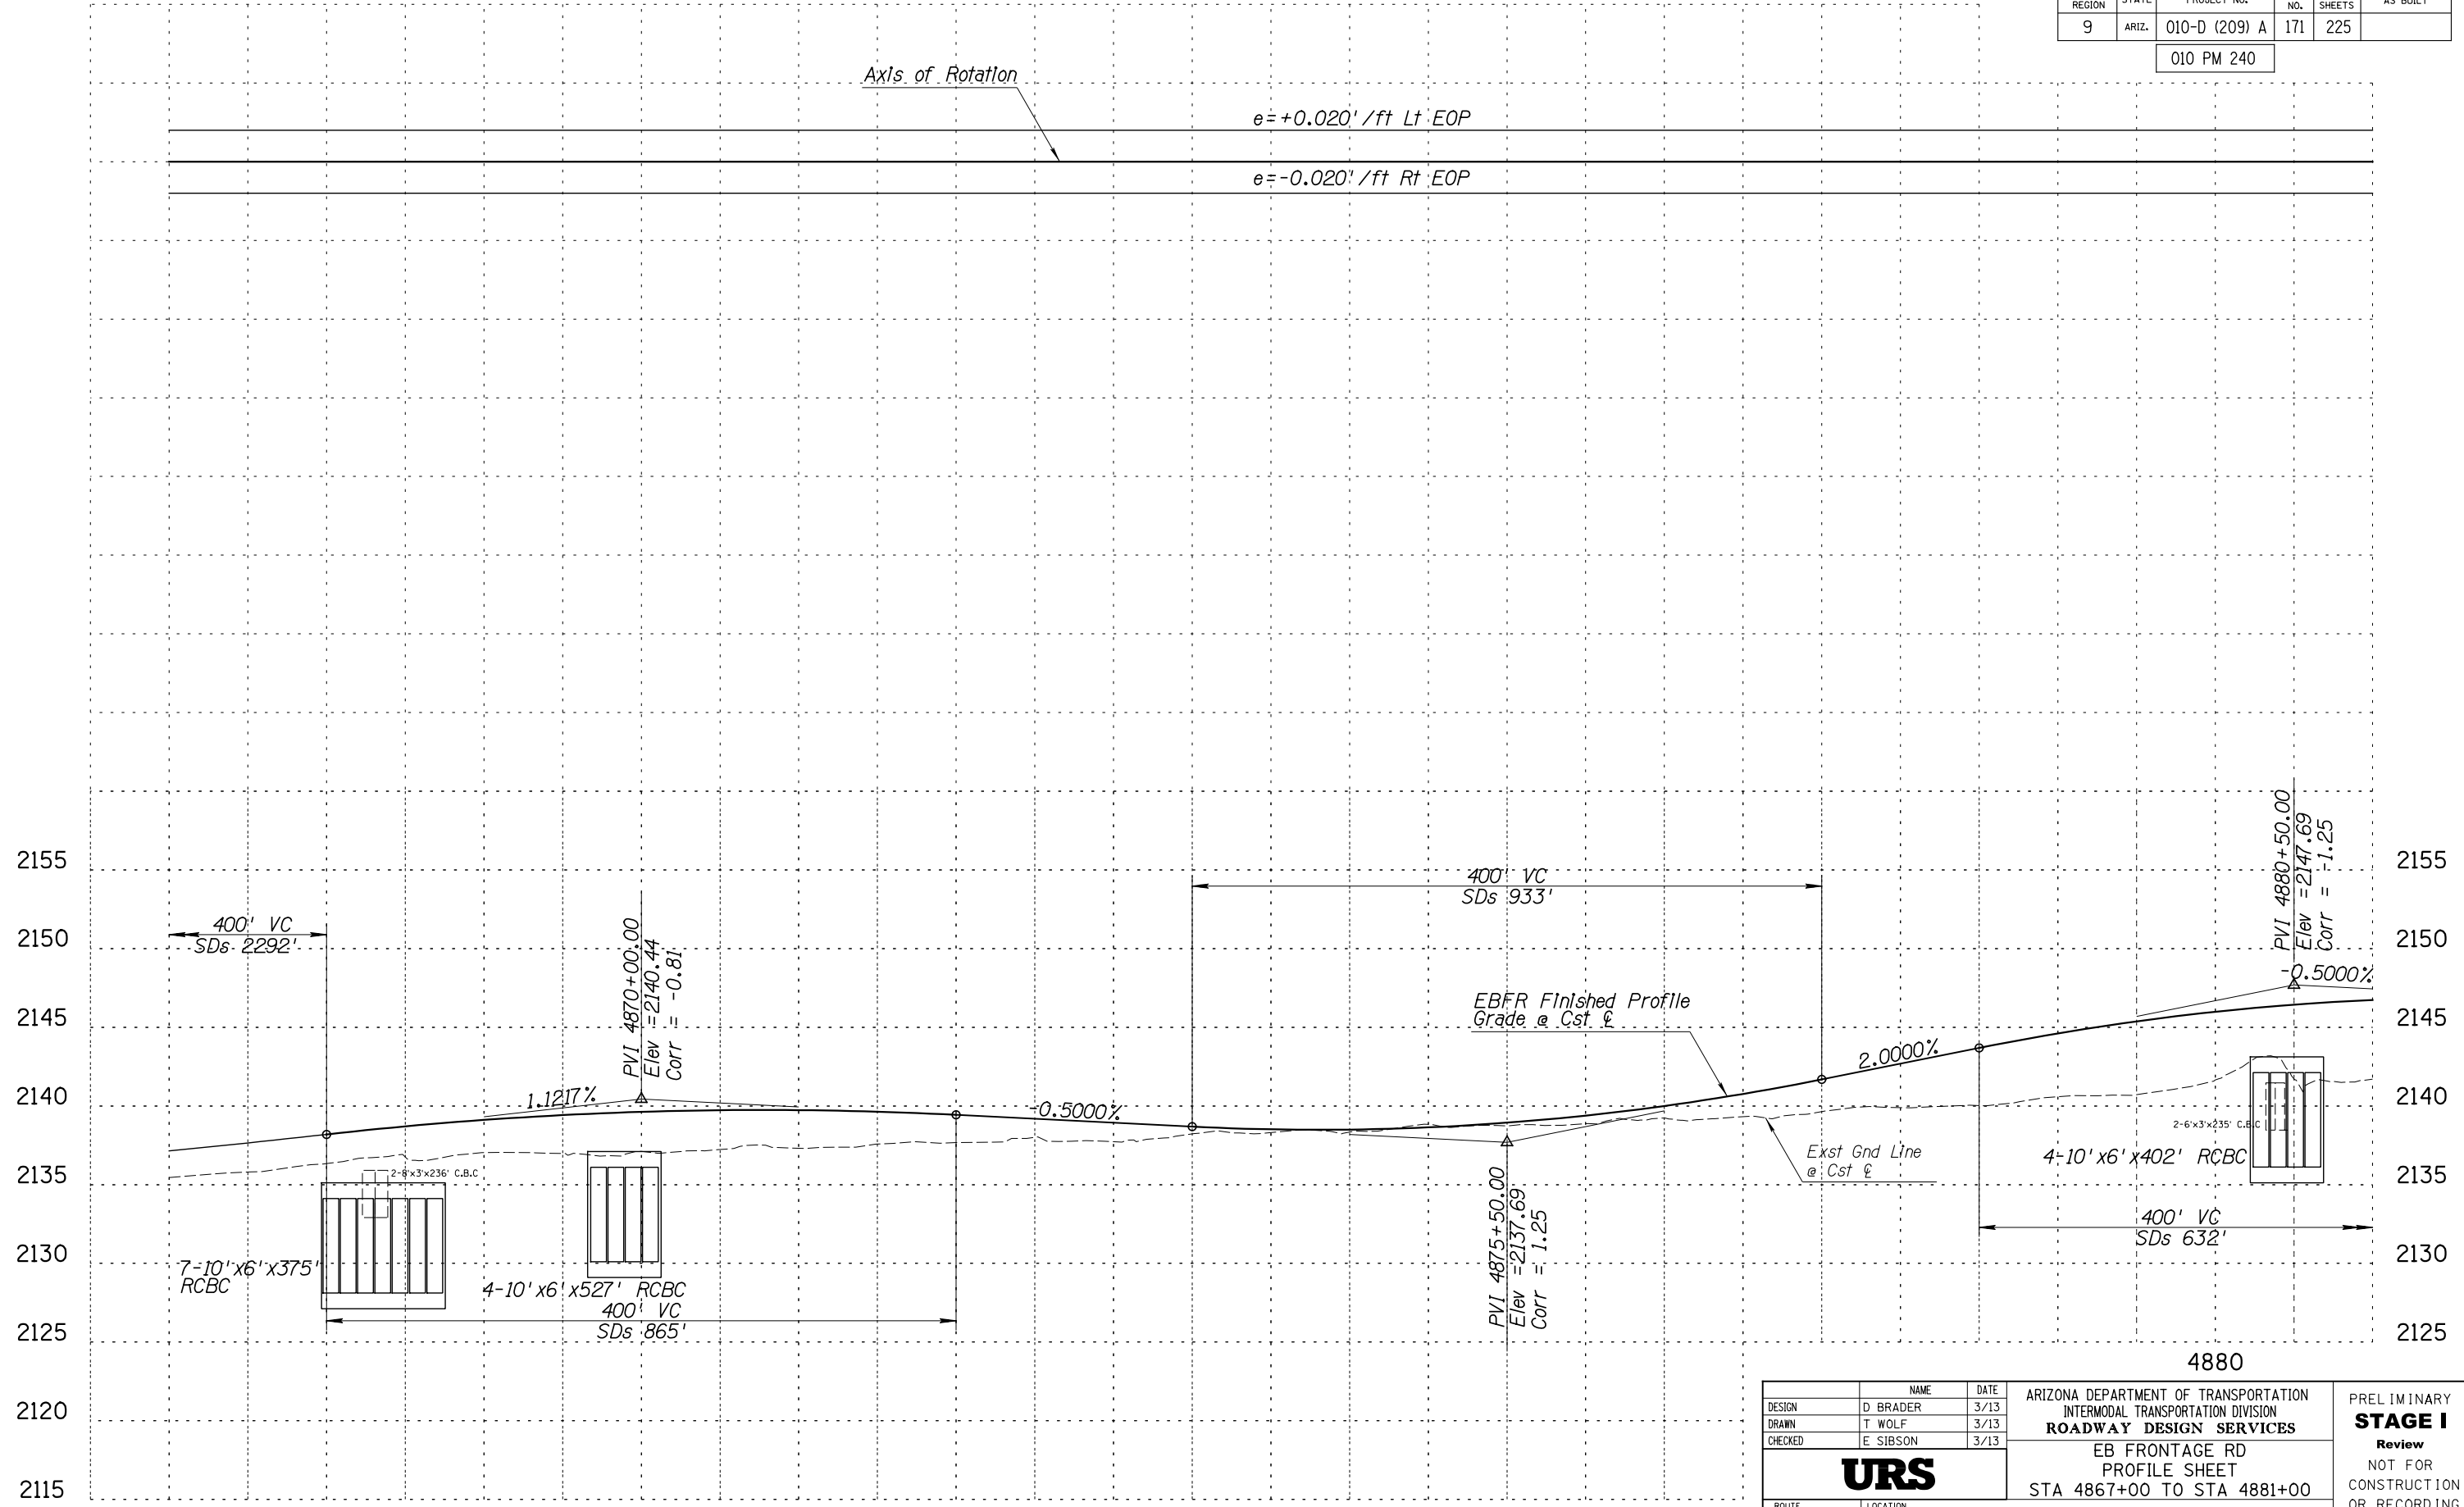 REGION STATE PROJECT NO. NO. SHEETS AS BUILT
9 ARIZ. 010-D (209) A 171 225
010 PM 240
Axis of Rotation
e=+0.020'/ft Lt EOP
e=-0.020'/ft Rt EOP
2155
2150
2145
2140
2135
2130
2125
2120
2115
400' VC
SDs 2292'
PVI 4870+00.00
Elev =2140.44
Corr = -0.81
1.1217%
-0.5000%
400' VC
SDs 933'
EBFR Finished Profile
Grade @ Cst ℄
2.0000%
PVI 4880+50.00
Elev =2147.69
Corr = -1.25
-0.5000%
2-8'x3'x236' C.B.C
7-10'x6'x375'
RCBC
4-10'x6'x527' RCBC
400' VC
SDs 865'
PVI 4875+50.00
Elev =2137.69
Corr = 1.25
Exst Gnd Line
@ Cst ℄
2-6'x3'x235' C.B.C
4-10'x6'x402' RCBC
400' VC
SDs 632'
2155
2150
2145
2140
2135
2130
2125
4880
NAME DATE
DESIGN D BRADER 3/13
DRAWN T WOLF 3/13
CHECKED E SIBSON 3/13
URS
ROUTE LOCATION
ARIZONA DEPARTMENT OF TRANSPORTATION
INTERMODAL TRANSPORTATION DIVISION
ROADWAY DESIGN SERVICES
EB FRONTAGE RD
PROFILE SHEET
STA 4867+00 TO STA 4881+00
PRELIMINARY
STAGE I
Review
NOT FOR
CONSTRUCTION
OR RECORDING